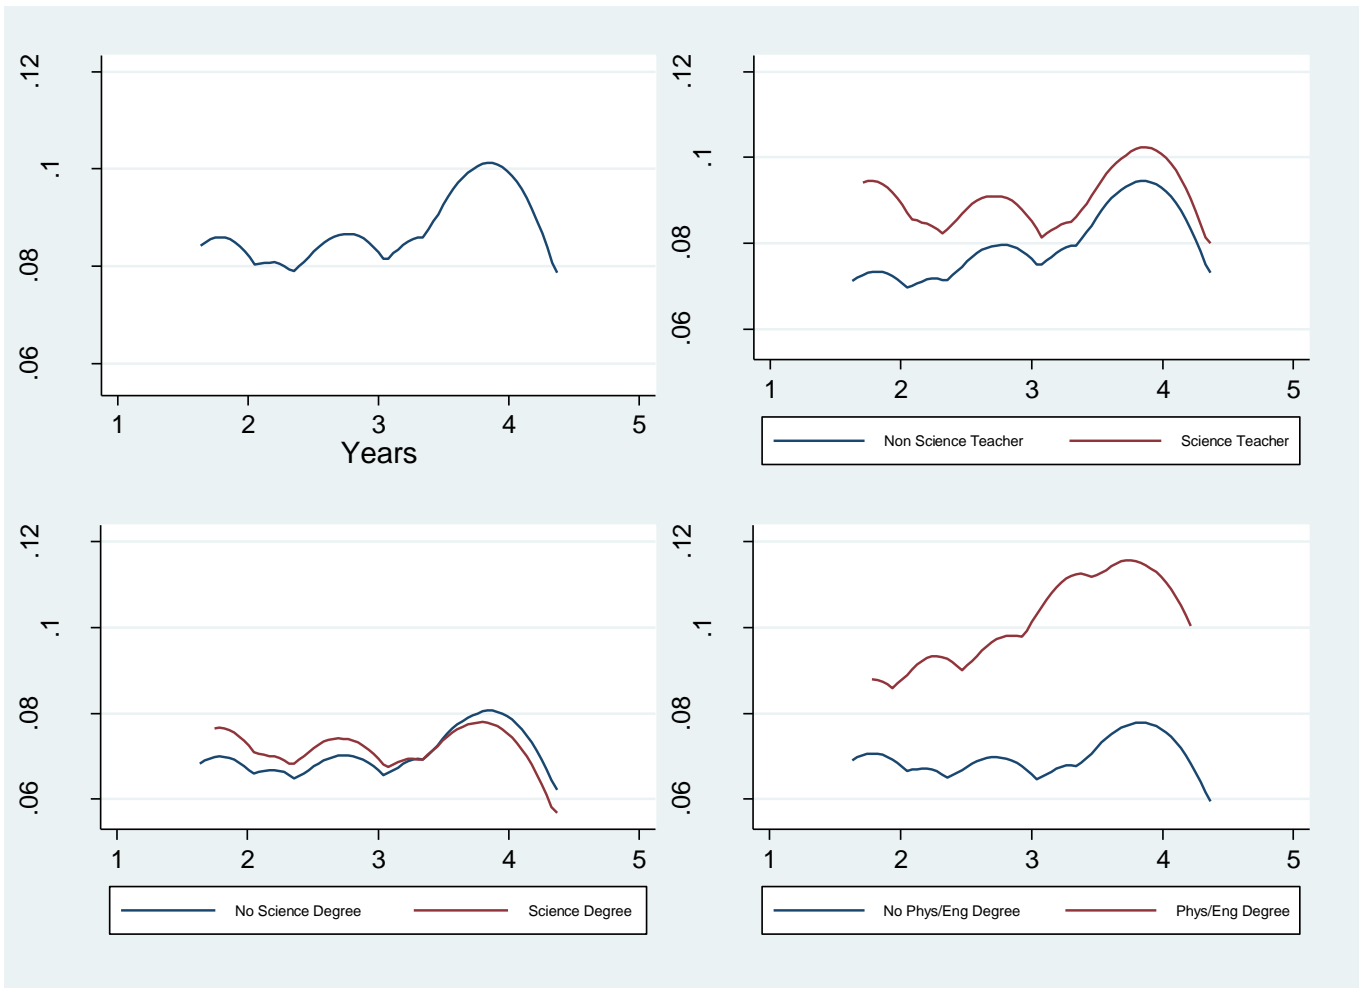 .12
.1
.08
.06
1 2 3 4 5
Years
.12
.1
.08
.06
1 2 3 4 5
Non Science Teacher Science Teacher
.12
.1
.08
.06
1 2 3 4 5
No Science Degree Science Degree
.12
.1
.08
.06
1 2 3 4 5
No Phys/Eng Degree Phys/Eng Degree